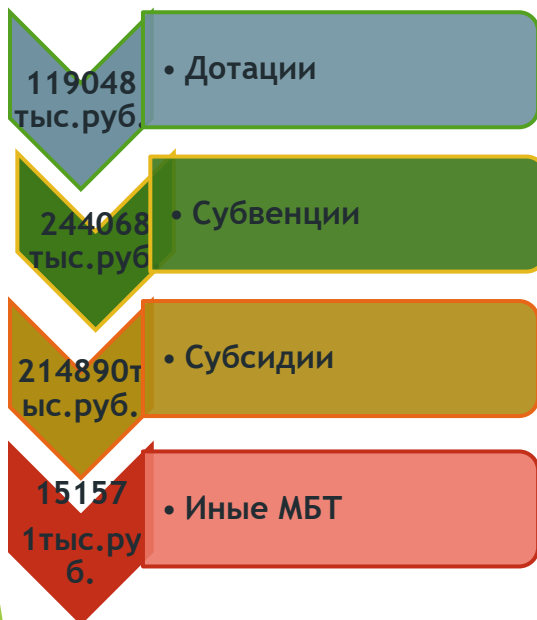 119048
тыс.руб.
• Дотации
244068
тыс.руб
• Субвенции
214890т
ыс.руб.
• Субсидии
15157
1тыс.ру
б.
• Иные МБТ